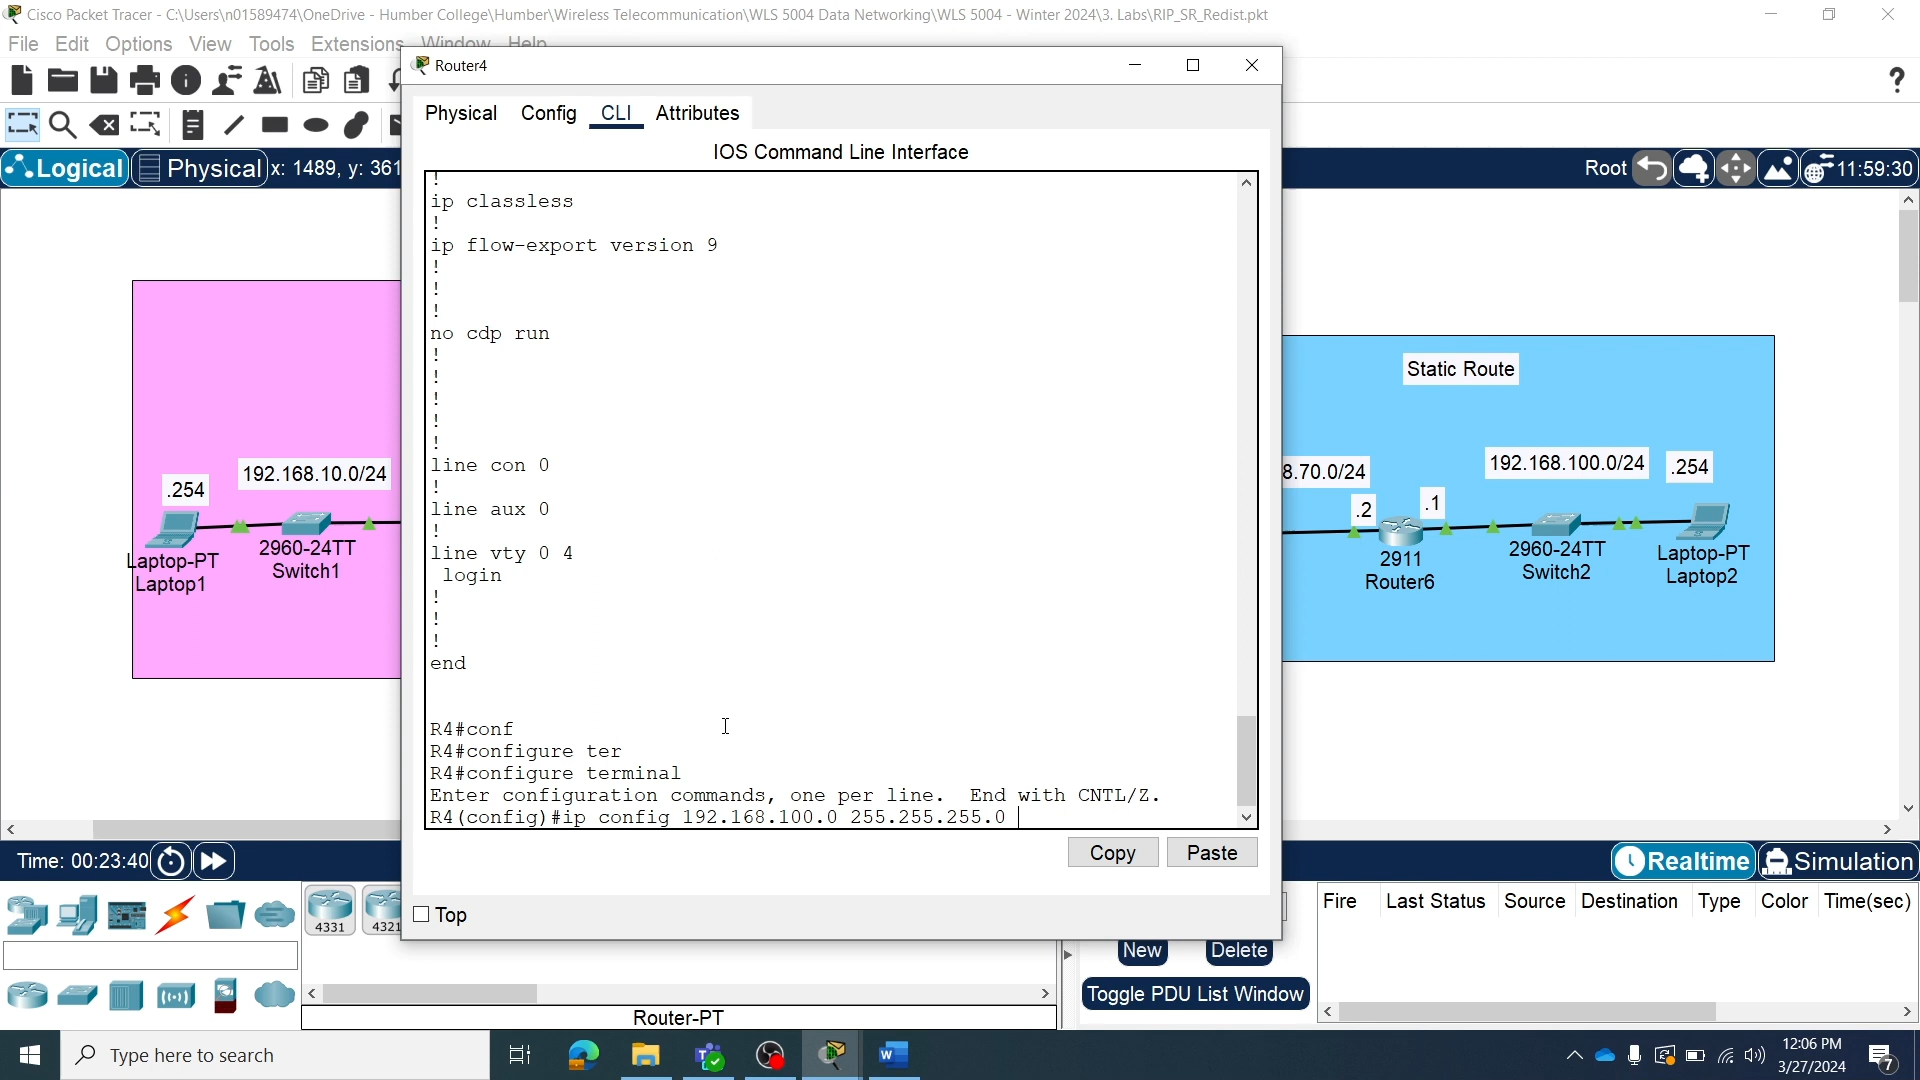 Cisco Packet Tracer - C:\Users\n01589474\OneDrive - Humber College\Humber\Wireless Telecommunication\WLS 5004 Data Networking\WLS 5004 - Winter 2024\3. Labs\RIP_SR_Redist.pkt
File Edit Options View Tools Extensions Window Help
Router4
Physical Config CLI Attributes
IOS Command Line Interface
Logical Physical x: 1489, y: 361
Root 11:59:30
!
ip classless
!
ip flow-export version 9
!
!
!
no cdp run
!
!
!
!
!
line con 0
!
line aux 0
!
line vty 0 4
login
!
!
!
end
R4#conf
R4#configure ter
R4#configure terminal
Enter configuration commands, one per line. End with CNTL/Z.
R4(config)#ip config 192.168.100.0 255.255.255.0
Copy Paste
Top
.254
192.168.10.0/24
Laptop-PT
Laptop1
2960-24TT
Switch1
Static Route
8.70.0/24
192.168.100.0/24
.254
.2
.1
2911
Router6
2960-24TT
Switch2
Laptop-PT
Laptop2
Time: 00:23:40
Realtime Simulation
4331
4321
Router-PT
New Delete
Toggle PDU List Window
Fire Last Status Source Destination Type Color Time(sec)
Type here to search
12:06 PM
3/27/2024
7